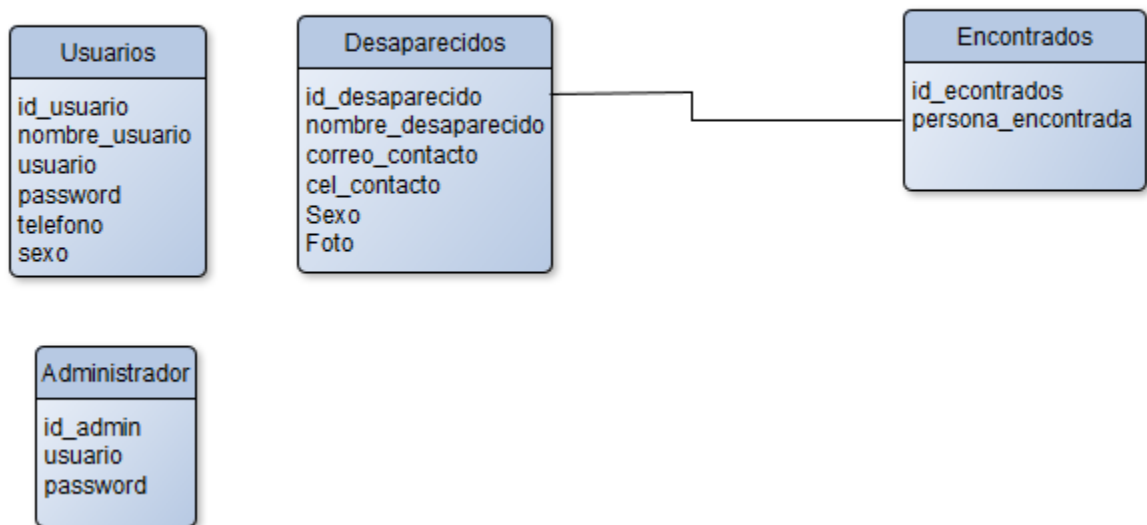 Usuarios
id_usuario
nombre_usuario
usuario
password
telefono
sexo
Desaparecidos
id_desaparecido
nombre_desaparecido
correo_contacto
cel_contacto
Sexo
Foto
Encontrados
id_econtrados
persona_encontrada
Administrador
id_admin
usuario
password